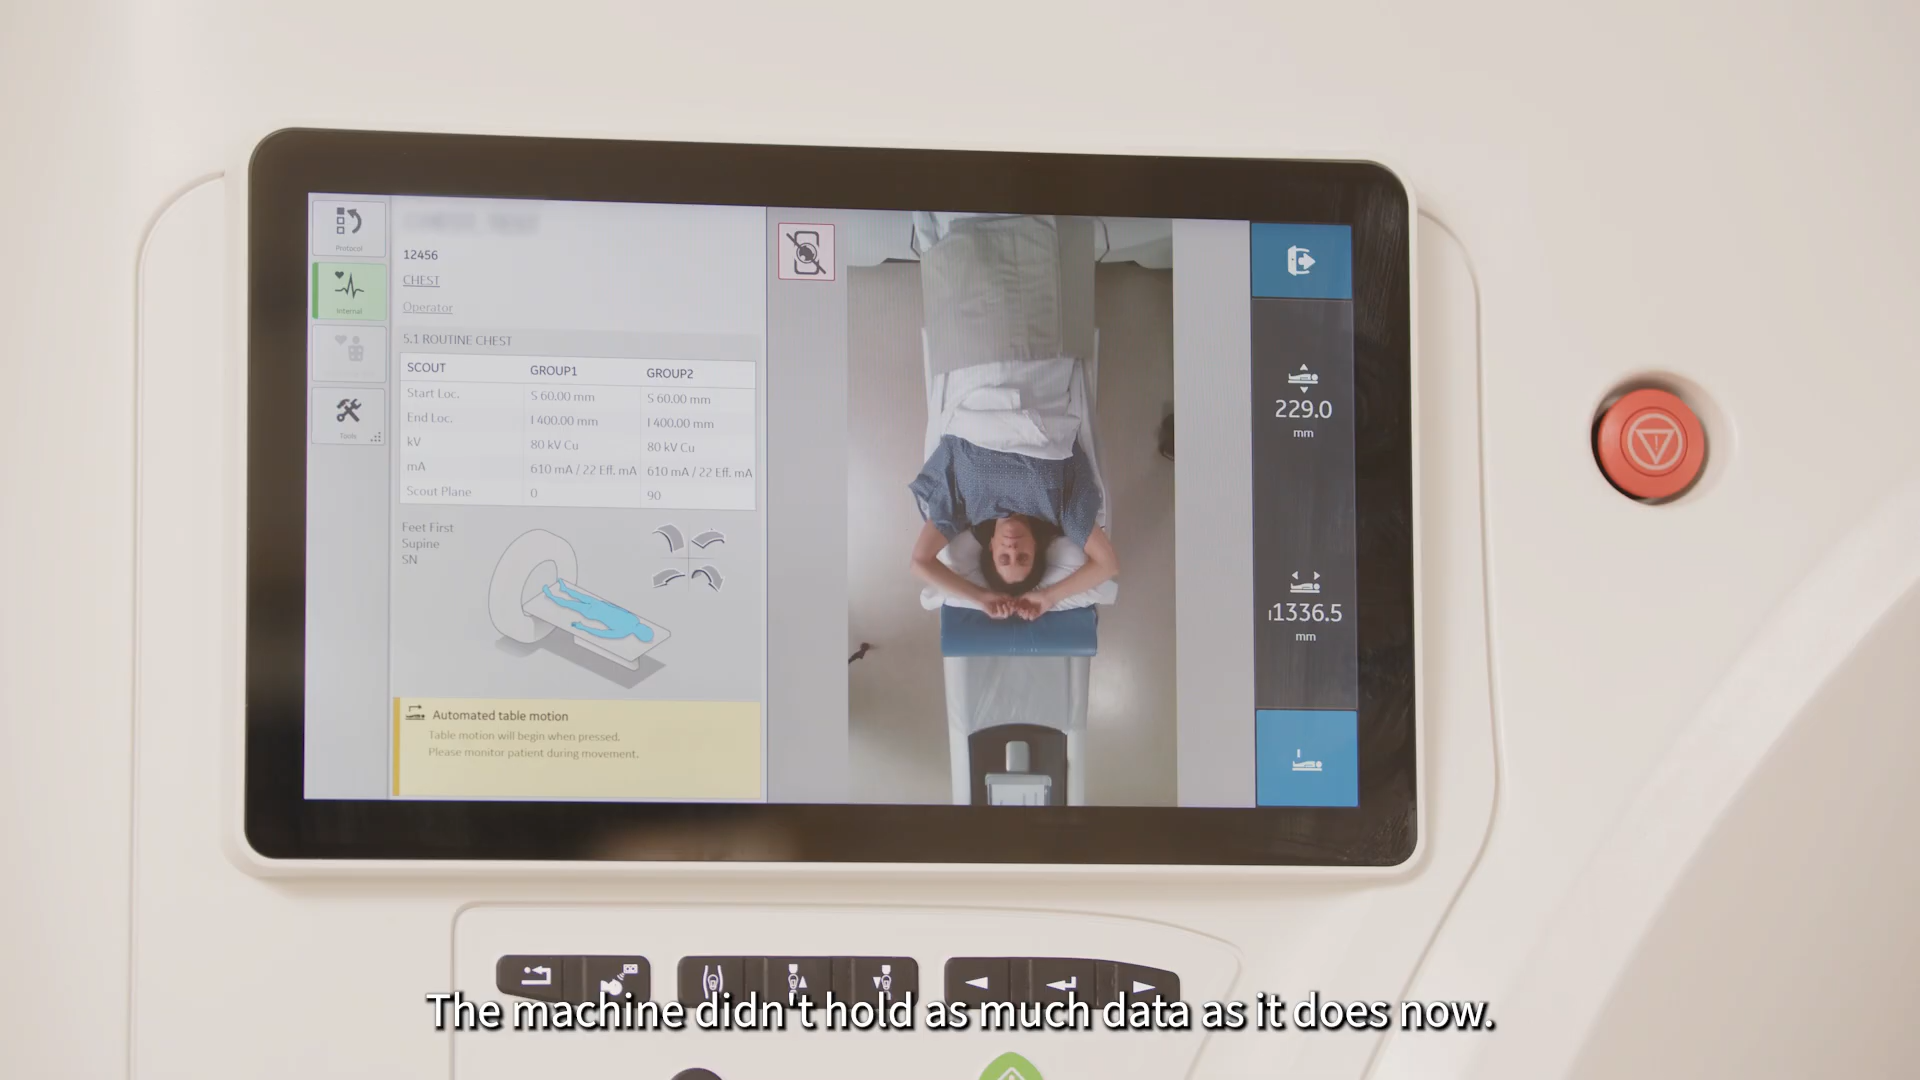 Protocol
Internal
Tools
12456
CHEST
Operator
5.1 ROUTINE CHEST
SCOUT GROUP1 GROUP2
Start Loc. S 60.00 mm S 60.00 mm
End Loc. I 400.00 mm I 400.00 mm
kV 80 kV Cu 80 kV Cu
mA 610 mA / 22 Eff. mA 610 mA / 22 Eff. mA
Scout Plane 0 90
Feet First
Supine
SN
Automated table motion
Table motion will begin when pressed.
Please monitor patient during movement.
229.0
mm
I1336.5
mm
The machine didn't hold as much data as it does now.